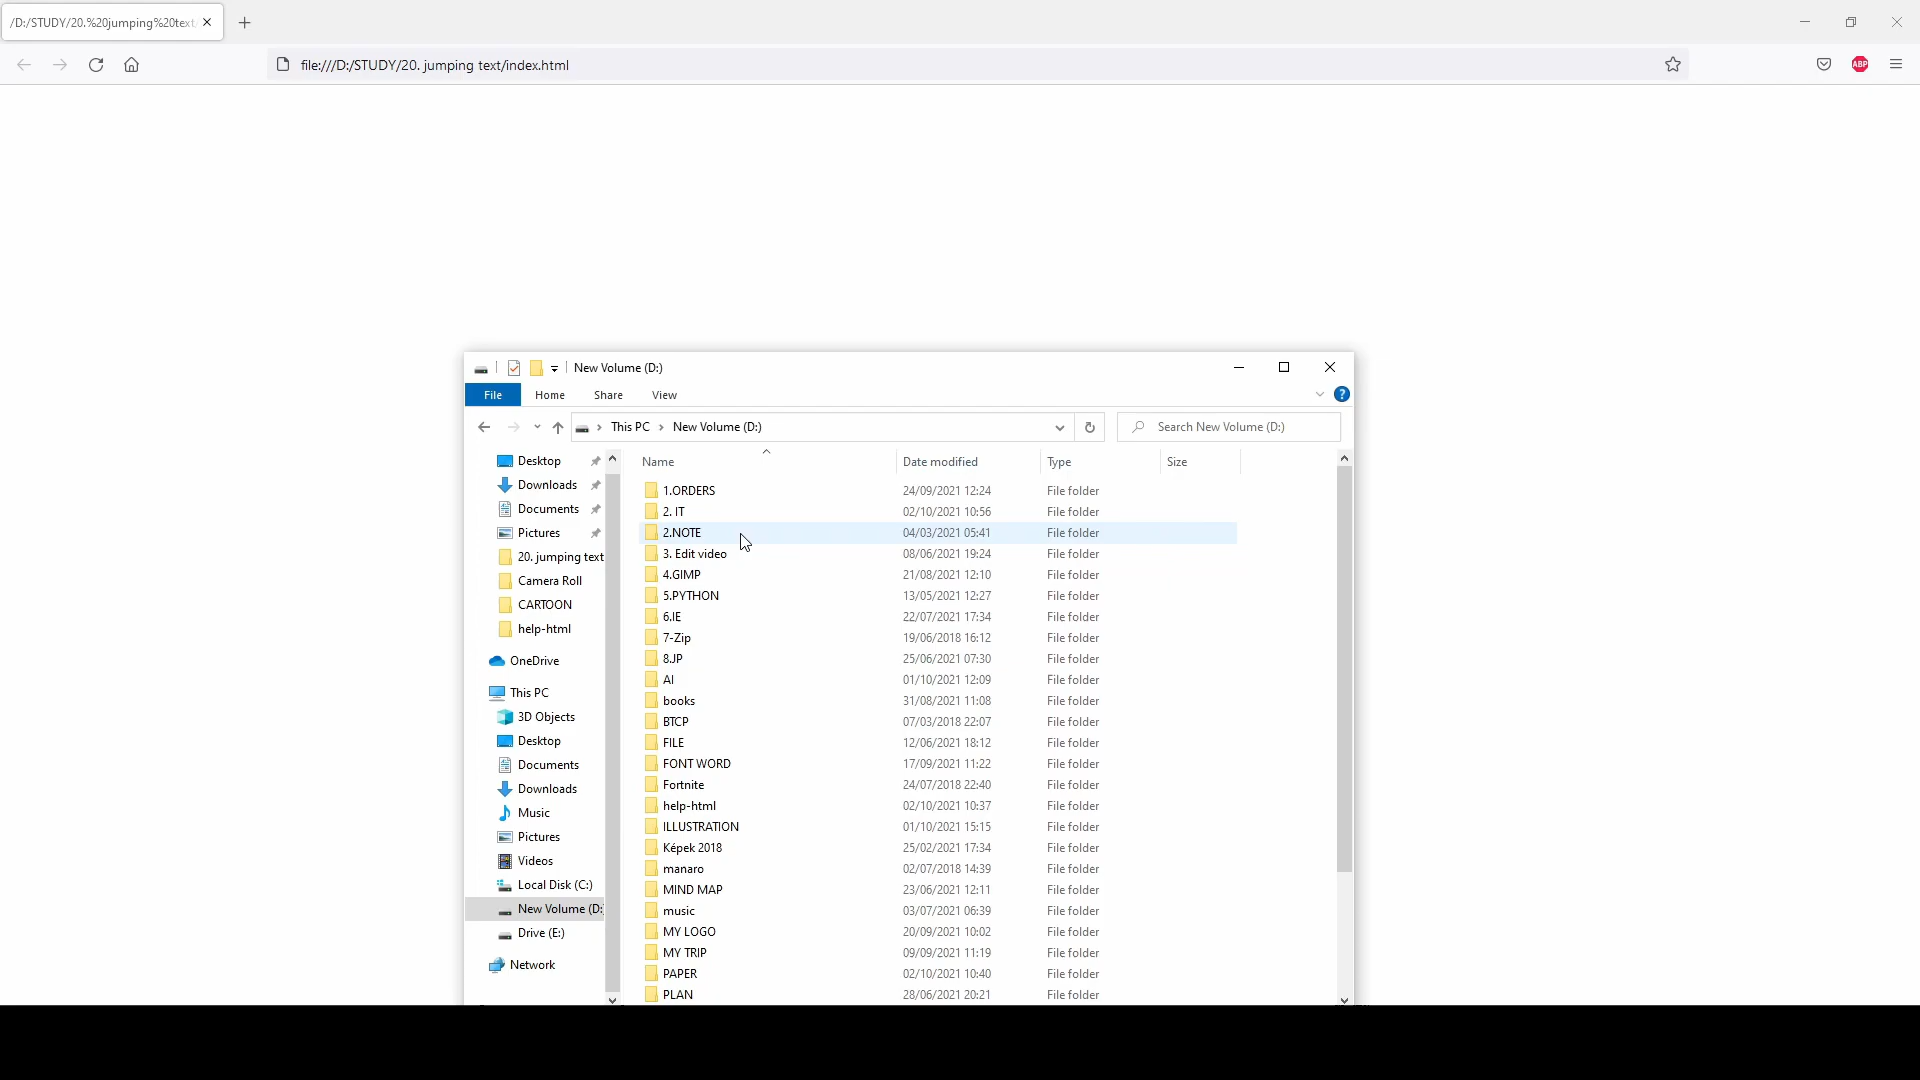 /D:/STUDY/20.%20jumping%20text
file:///D:/STUDY/20. jumping text/index.html
ABP
New Volume (D:)
File Home Share View
This PC New Volume (D:)
Search New Volume (D:)
Desktop
Downloads
Documents
Pictures
20. jumping text
Camera Roll
CARTOON
help-html
OneDrive
This PC
3D Objects
Desktop
Documents
Downloads
Music
Pictures
Videos
Local Disk (C:)
New Volume (D:
Drive (E:)
Network
Name Date modified Type Size
1.ORDERS 24/09/2021 12:24 File folder
2. IT 02/10/2021 10:56 File folder
2.NOTE 04/03/2021 05:41 File folder
3. Edit video 08/06/2021 19:24 File folder
4.GIMP 21/08/2021 12:10 File folder
5.PYTHON 13/05/2021 12:27 File folder
6.IE 22/07/2021 17:34 File folder
7-Zip 19/06/2018 16:12 File folder
8.JP 25/06/2021 07:30 File folder
AI 01/10/2021 12:09 File folder
books 31/08/2021 11:08 File folder
BTCP 07/03/2018 22:07 File folder
FILE 12/06/2021 18:12 File folder
FONT WORD 17/09/2021 11:22 File folder
Fortnite 24/07/2018 22:40 File folder
help-html 02/10/2021 10:37 File folder
ILLUSTRATION 01/10/2021 15:15 File folder
Képek 2018 25/02/2021 17:34 File folder
manaro 02/07/2018 14:39 File folder
MIND MAP 23/06/2021 12:11 File folder
music 03/07/2021 06:39 File folder
MY LOGO 20/09/2021 10:02 File folder
MY TRIP 09/09/2021 11:19 File folder
PAPER 02/10/2021 10:40 File folder
PLAN 28/06/2021 20:21 File folder